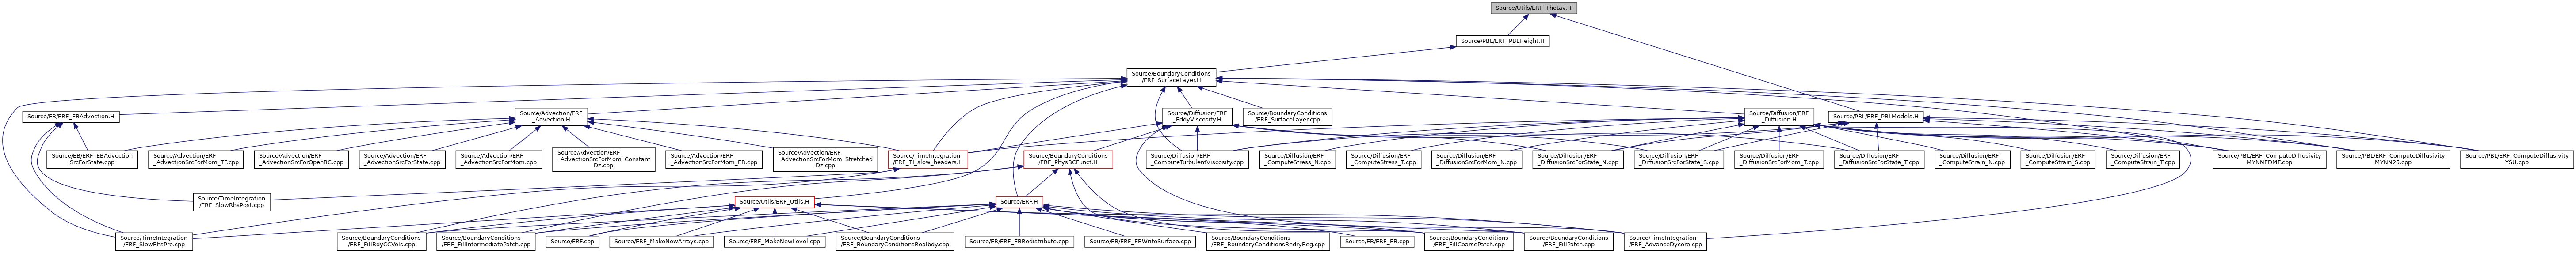 Source/Utils/ERF_Thetav.H
Source/PBL/ERF_PBLHeight.H
Source/BoundaryConditions
/ERF_SurfaceLayer.H
Source/EB/ERF_EBAdvection.H
Source/Advection/ERF
_Advection.H
Source/Diffusion/ERF
_EddyViscosity.H
Source/BoundaryConditions
/ERF_SurfaceLayer.cpp
Source/Diffusion/ERF
_Diffusion.H
Source/PBL/ERF_PBLModels.H
Source/EB/ERF_EBAdvection
SrcForState.cpp
Source/Advection/ERF
_AdvectionSrcForMom_TF.cpp
Source/Advection/ERF
_AdvectionSrcForOpenBC.cpp
Source/Advection/ERF
_AdvectionSrcForState.cpp
Source/Advection/ERF
_AdvectionSrcForMom.cpp
Source/Advection/ERF
_AdvectionSrcForMom_Constant
Dz.cpp
Source/Advection/ERF
_AdvectionSrcForMom_EB.cpp
Source/Advection/ERF
_AdvectionSrcForMom_Stretched
Dz.cpp
Source/TimeIntegration
/ERF_TI_slow_headers.H
Source/BoundaryConditions
/ERF_PhysBCFunct.H
Source/Diffusion/ERF
_ComputeTurbulentViscosity.cpp
Source/Diffusion/ERF
_ComputeStress_N.cpp
Source/Diffusion/ERF
_ComputeStress_T.cpp
Source/Diffusion/ERF
_DiffusionSrcForMom_N.cpp
Source/Diffusion/ERF
_DiffusionSrcForState_N.cpp
Source/Diffusion/ERF
_DiffusionSrcForState_S.cpp
Source/Diffusion/ERF
_DiffusionSrcForMom_T.cpp
Source/Diffusion/ERF
_DiffusionSrcForState_T.cpp
Source/Diffusion/ERF
_ComputeStrain_N.cpp
Source/Diffusion/ERF
_ComputeStrain_S.cpp
Source/Diffusion/ERF
_ComputeStrain_T.cpp
Source/PBL/ERF_ComputeDiffusivity
MYNNEDMF.cpp
Source/PBL/ERF_ComputeDiffusivity
MYNN25.cpp
Source/PBL/ERF_ComputeDiffusivity
YSU.cpp
Source/TimeIntegration
/ERF_SlowRhsPost.cpp
Source/Utils/ERF_Utils.H
Source/ERF.H
Source/TimeIntegration
/ERF_SlowRhsPre.cpp
Source/BoundaryConditions
/ERF_FillBdyCCVels.cpp
Source/BoundaryConditions
/ERF_FillIntermediatePatch.cpp
Source/ERF.cpp
Source/ERF_MakeNewArrays.cpp
Source/ERF_MakeNewLevel.cpp
Source/BoundaryConditions
/ERF_BoundaryConditionsRealbdy.cpp
Source/EB/ERF_EBRedistribute.cpp
Source/EB/ERF_EBWriteSurface.cpp
Source/BoundaryConditions
/ERF_BoundaryConditionsBndryReg.cpp
Source/EB/ERF_EB.cpp
Source/BoundaryConditions
/ERF_FillCoarsePatch.cpp
Source/BoundaryConditions
/ERF_FillPatch.cpp
Source/TimeIntegration
/ERF_AdvanceDycore.cpp